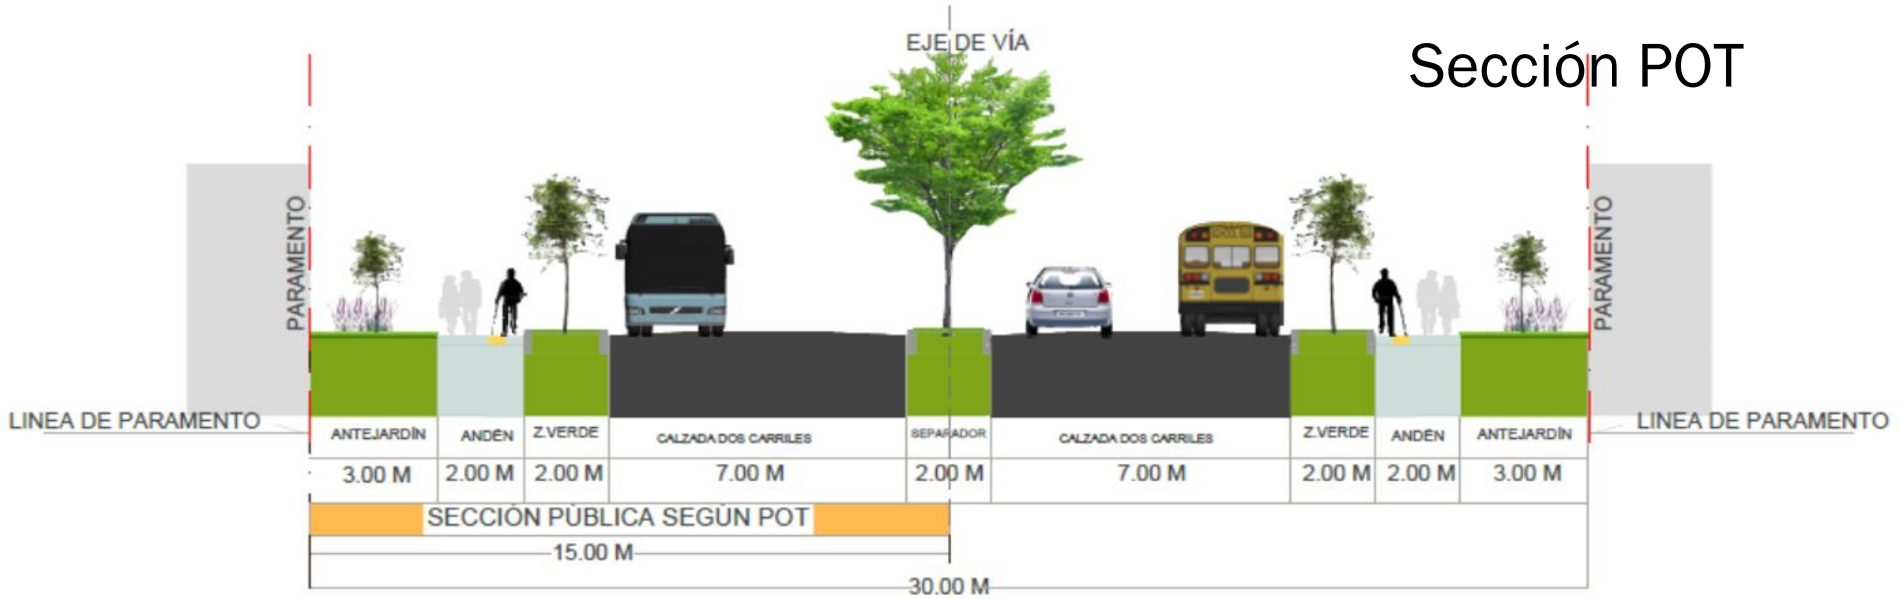 EJE DE VÍA
Sección POT
PARAMENTO
PARAMENTO
LINEA DE PARAMENTO
LINEA DE PARAMENTO
ANTEJARDÍN ANDÉN Z.VERDE CALZADA DOS CARRILES SEPARADOR CALZADA DOS CARRILES Z.VERDE ANDÉN ANTEJARDÍN
3.00 M 2.00 M 2.00 M 7.00 M 2.00 M 7.00 M 2.00 M 2.00 M 3.00 M
SECCIÓN PÙBLICA SEGÚN POT
15.00 M
30.00 M